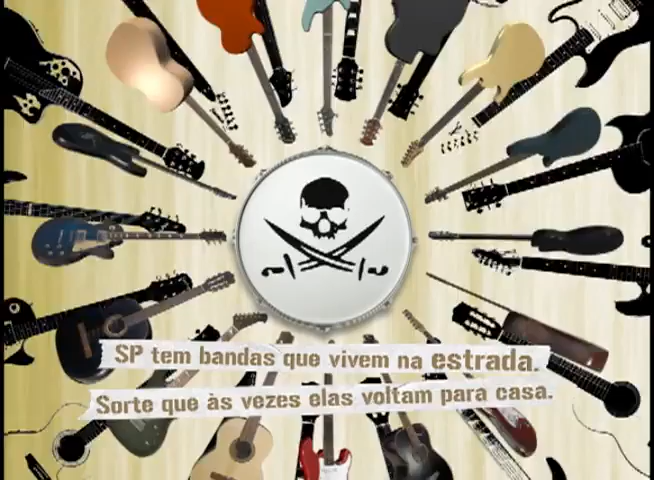 SP tem bandas que vivem na estrada.
Sorte que às vezes elas voltam para casa.